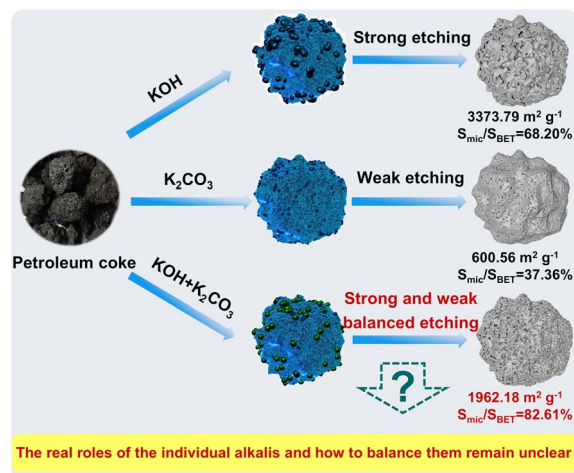 Strong etching
KOH
3373.79 m² g⁻¹
S_mic/S_BET=68.20%
K₂CO₃
Weak etching
Petroleum coke
600.56 m² g⁻¹
S_mic/S_BET=37.36%
KOH+K₂CO₃
Strong and weak
balanced etching
?
1962.18 m² g⁻¹
S_mic/S_BET=82.61%
The real roles of the individual alkalis and how to balance them remain unclear